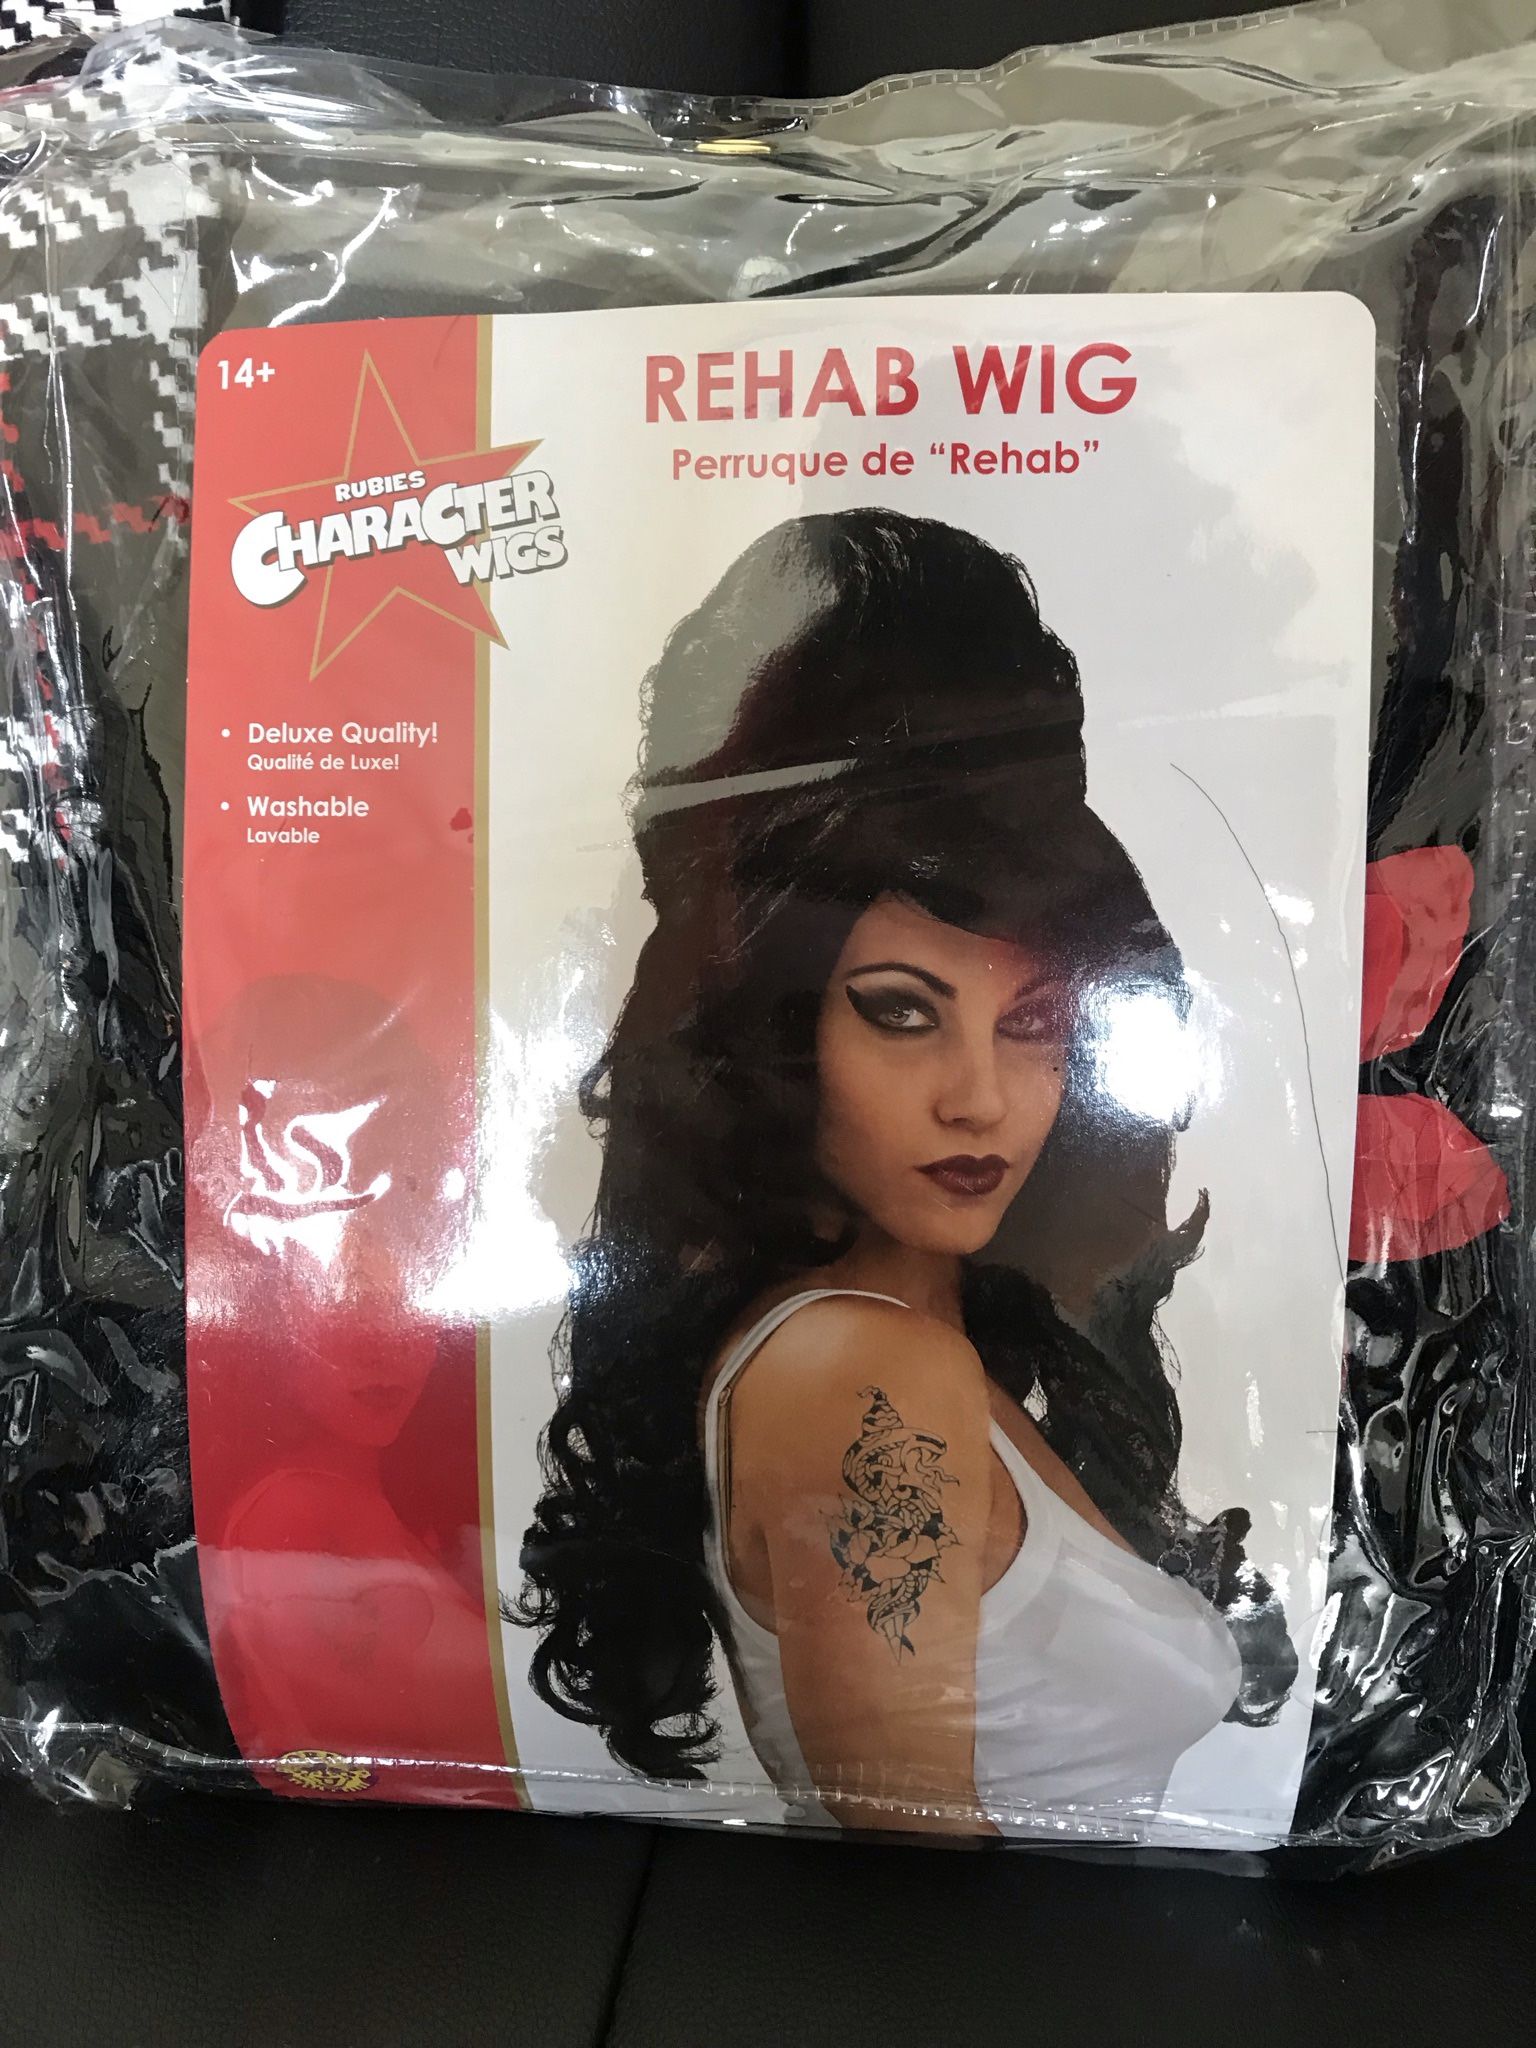 14+
REHAB WIG
Perruque de “Rehab”
RUBIES
CHARACTER
WIGS
• Deluxe Quality!
Qualité de Luxe!
• Washable
Lavable